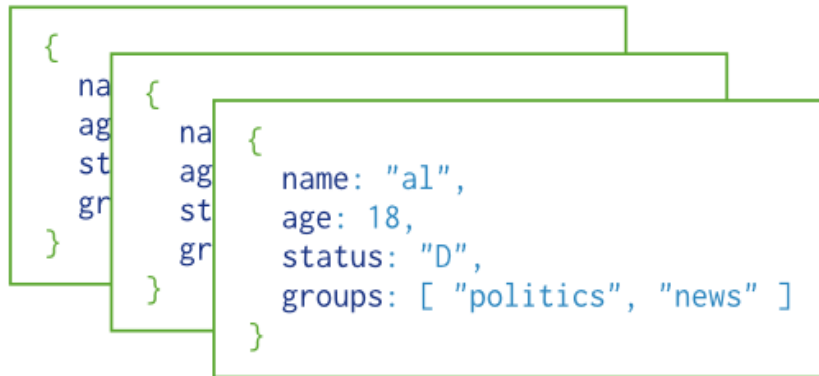 {
na
ag
st
gr
}
{
na
ag
st
gr
}
{
name: "al",
age: 18,
status: "D",
groups: [ "politics", "news" ]
}